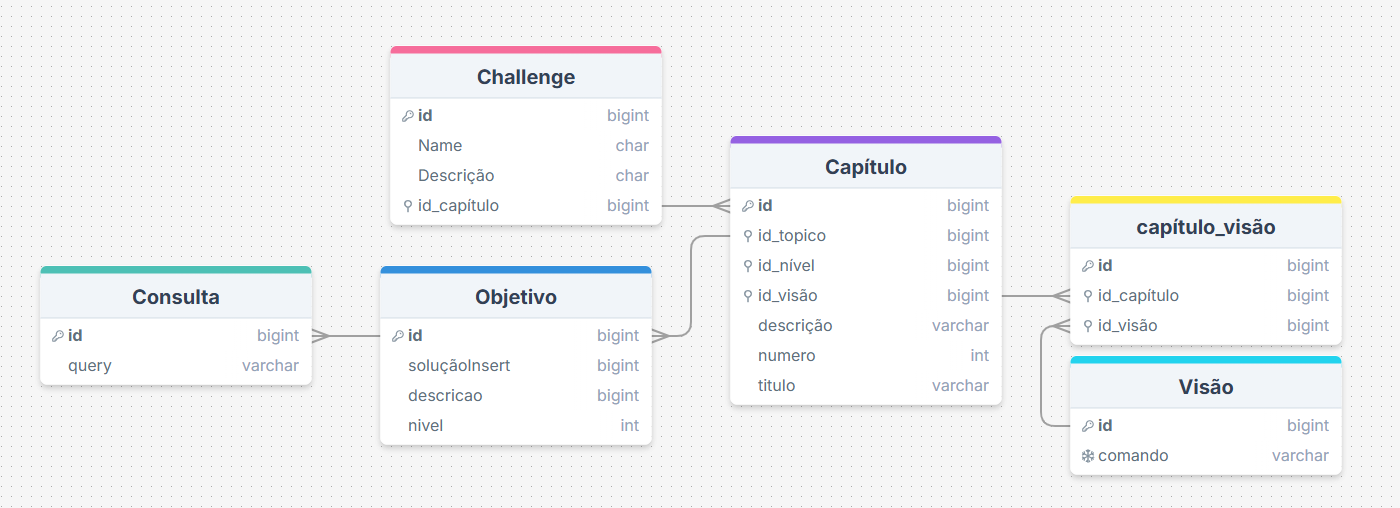 Challenge
id bigint
Name char
Descrição char
id_capítulo bigint
Capítulo
id bigint
id_topico bigint
id_nível bigint
id_visão bigint
descrição varchar
numero int
titulo varchar
capítulo_visão
id bigint
id_capítulo bigint
id_visão bigint
Consulta
id bigint
query varchar
Objetivo
id bigint
soluçãoInsert bigint
descricao bigint
nivel int
Visão
id bigint
comando varchar